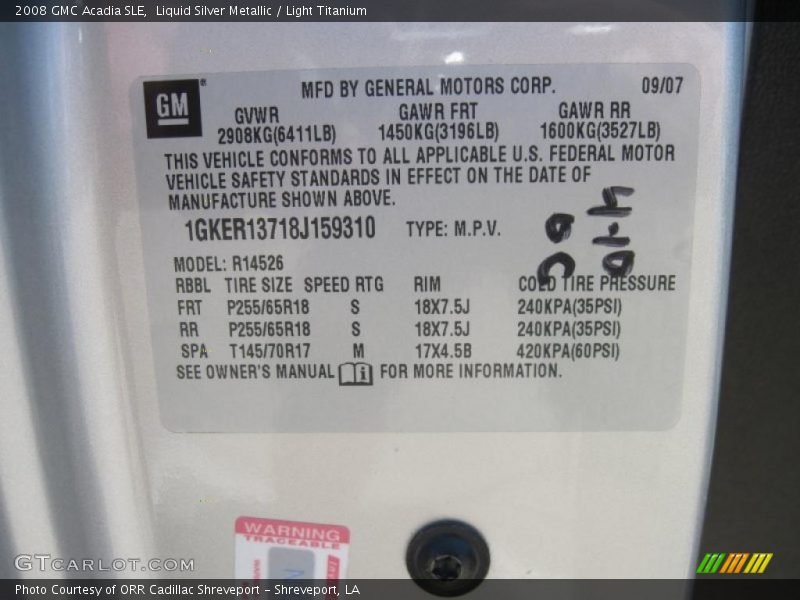 2008 GMC Acadia SLE,  Liquid Silver Metallic / Light Titanium
GM
®
MFD BY GENERAL MOTORS CORP. 09/07
GVWR GAWR FRT GAWR RR
2908KG(6411LB) 1450KG(3196LB) 1600KG(3527LB)
THIS VEHICLE CONFORMS TO ALL APPLICABLE U.S. FEDERAL MOTOR
VEHICLE SAFETY STANDARDS IN EFFECT ON THE DATE OF
MANUFACTURE SHOWN ABOVE.
1GKER13718J159310 TYPE: M.P.V.
MODEL: R14526
RBBL TIRE SIZE SPEED RTG RIM COLD TIRE PRESSURE
FRT P255/65R18 S 18X7.5J 240KPA(35PSI)
RR P255/65R18 S 18X7.5J 240KPA(35PSI)
SPA T145/70R17 M 17X4.5B 420KPA(60PSI)
SEE OWNER'S MANUAL i FOR MORE INFORMATION.
WARNING
TRACEABLE
GTCARLOT.COM
Photo Courtesy of ORR Cadillac Shreveport - Shreveport, LA